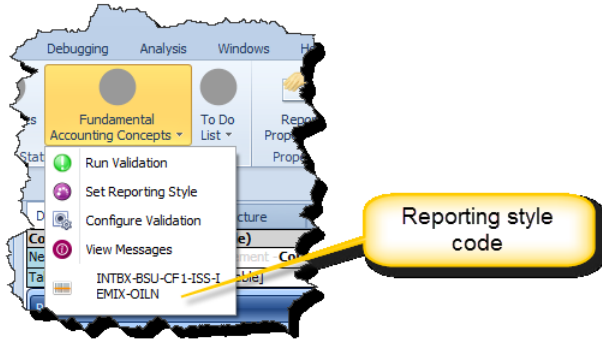 Debugging Analysis Windows
Fundamental
Accounting Concepts
To Do
List
Run Validation
Set Reporting Style
Configure Validation
View Messages
INTBX-BSU-CF1-ISS-I
EMIX-OILN
Reporting style
code